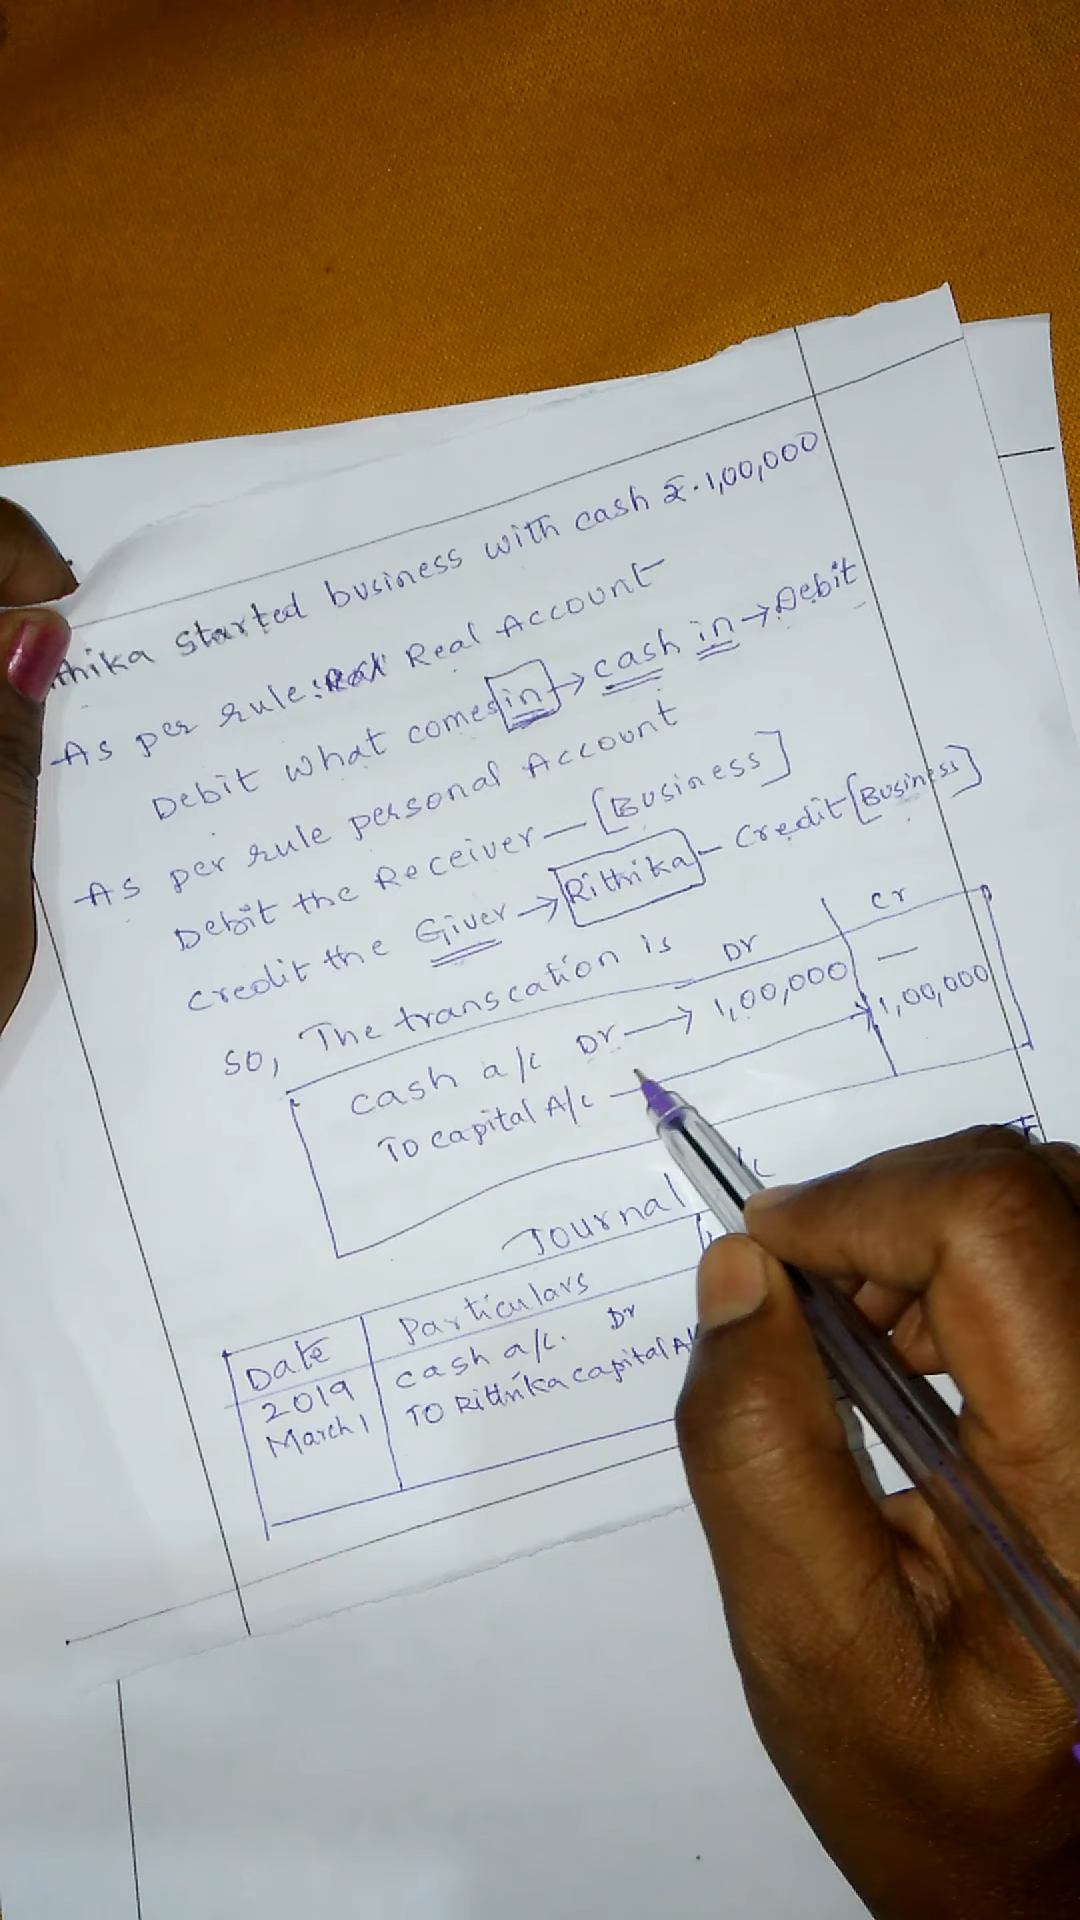 thika started business with cash ₹.1,00,000
As per rule: Real Account
Debit what comes in → cash in → Debit
As per rule personal Account
Debit the Receiver — [Business]
credit the Giver → Rithika — credit [Business]
so, The transcation is Dr cr
cash a/c Dr → 1,00,000 —
To capital A/c → 1,00,000
Journal
Date Particulars
2019 cash a/c. Dr
March 1 TO Rithika capital A/